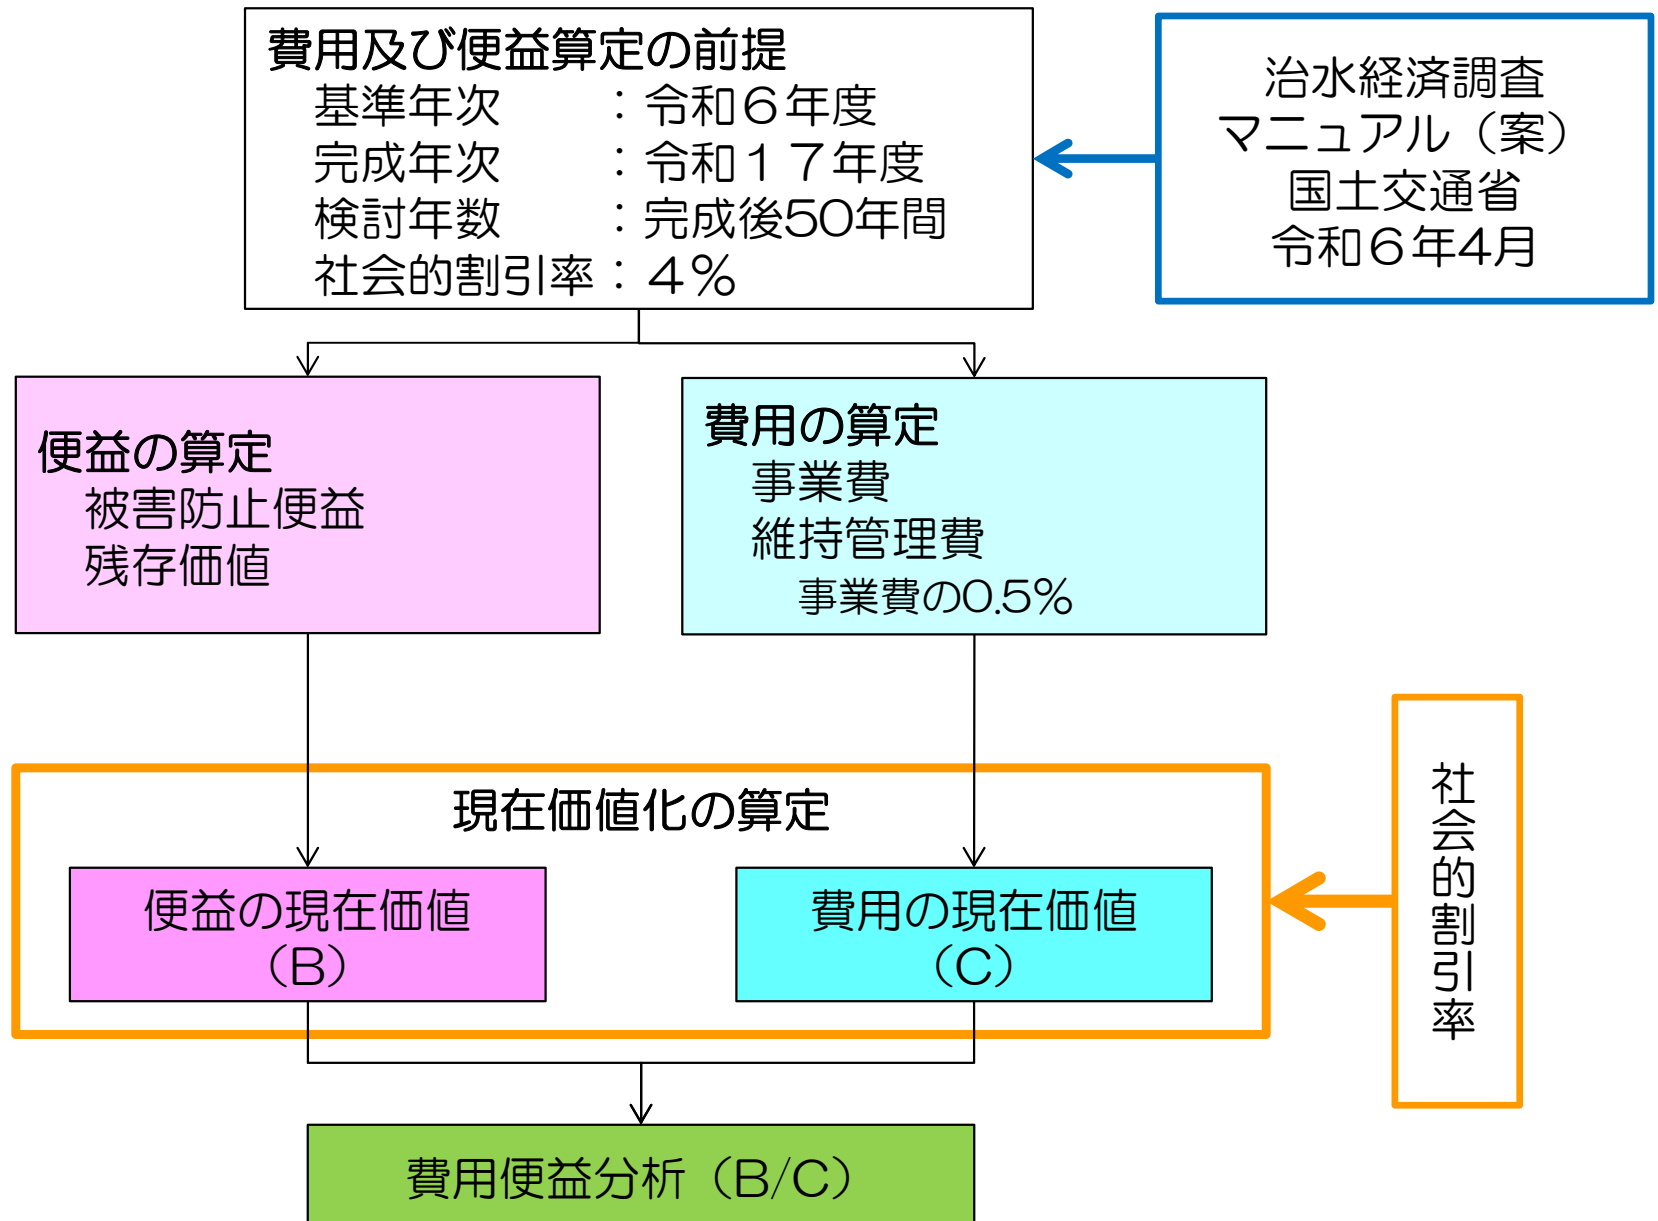 費用及び便益算定の前提
基準年次　　：令和６年度
完成年次　　：令和１７年度
検討年数　　：完成後50年間
社会的割引率：４％
治水経済調査
マニュアル（案）
国土交通省
令和６年4月
便益の算定
被害防止便益
残存価値
費用の算定
事業費
維持管理費
事業費の0.5％
現在価値化の算定
便益の現在価値
（B）
費用の現在価値
（C）
社会的割引率
費用便益分析（B/C）